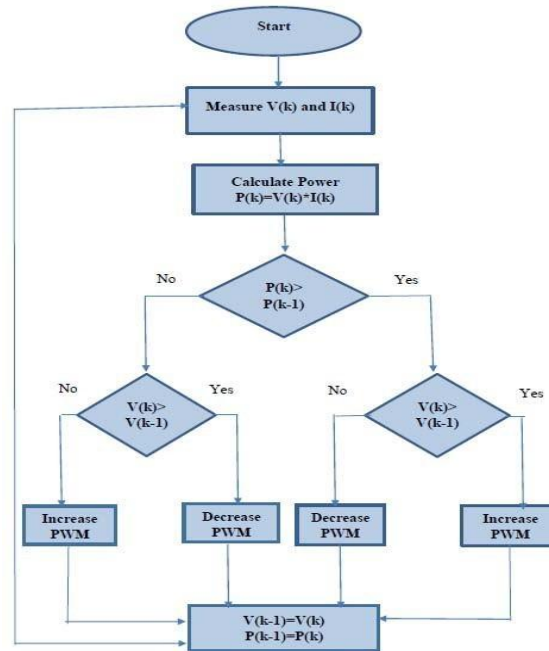 Start
Measure V(k) and I(k)
Calculate Power
P(k)=V(k)*I(k)
No
P(k)>
P(k-1)
Yes
No
V(k)>
V(k-1)
Yes
No
V(k)>
V(k-1)
Yes
Increase
PWM
Decrease
PWM
Decrease
PWM
Increase
PWM
V(k-1)=V(k)
P(k-1)=P(k)